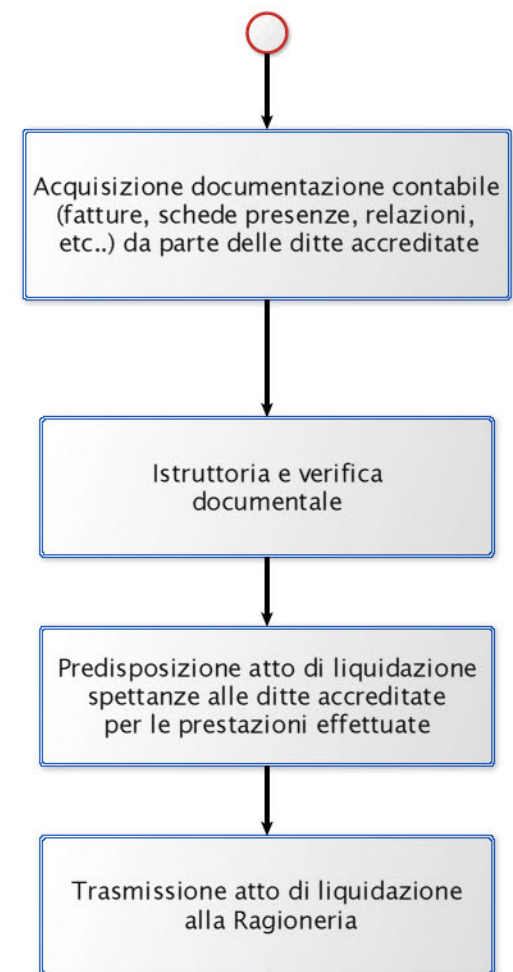 Acquisizione documentazione contabile
(fatture, schede presenze, relazioni,
etc..) da parte delle ditte accreditate
Istruttoria e verifica
documentale
Predisposizione atto di liquidazione
spettanze alle ditte accreditate
per le prestazioni effettuate
Trasmissione atto di liquidazione
alla Ragioneria